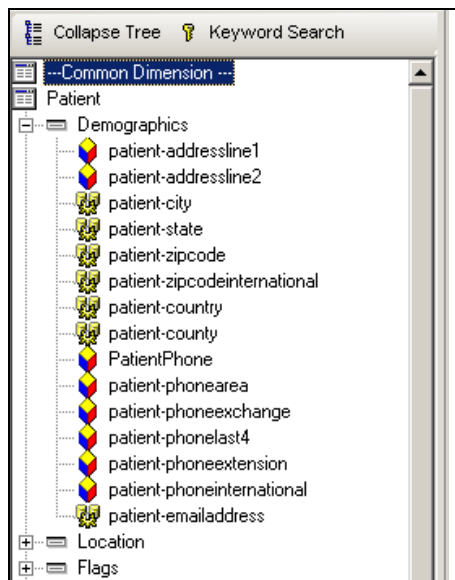 Collapse Tree Keyword Search
---Common Dimension ---
Patient
Demographics
patient-addressline1
patient-addressline2
patient-city
patient-state
patient-zipcode
patient-zipcodeinternational
patient-country
patient-county
PatientPhone
patient-phonearea
patient-phoneexchange
patient-phonelast4
patient-phoneextension
patient-phoneinternational
patient-emailaddress
Location
Flags